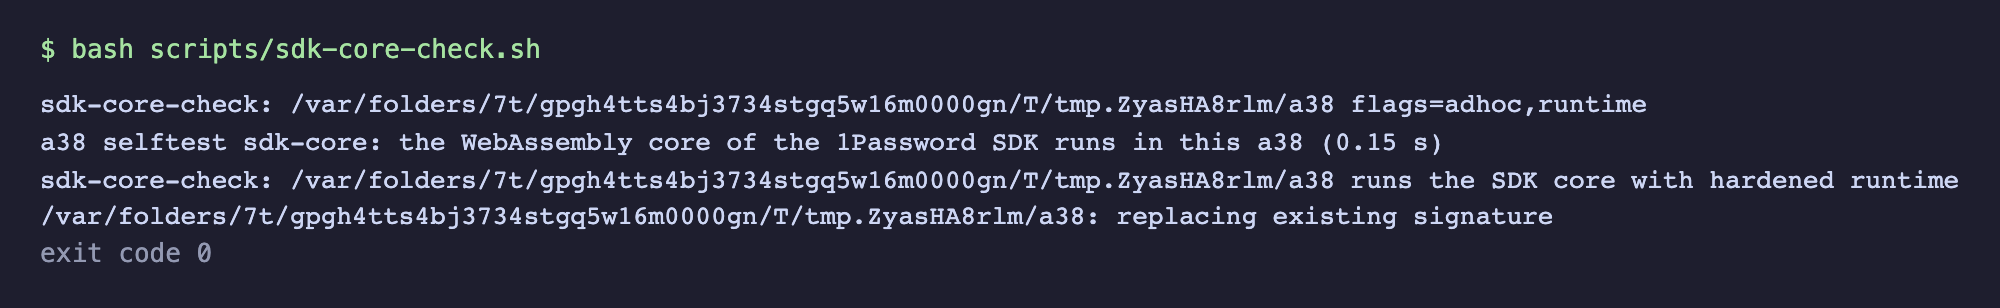 $ bash scripts/sdk-core-check.sh
sdk-core-check: /var/folders/7t/gpgh4tts4bj3734stgq5w16m0000gn/T/tmp.ZyasHA8rlm/a38 flags=adhoc,runtime
a38 selftest sdk-core: the WebAssembly core of the 1Password SDK runs in this a38 (0.15 s)
sdk-core-check: /var/folders/7t/gpgh4tts4bj3734stgq5w16m0000gn/T/tmp.ZyasHA8rlm/a38 runs the SDK core with hardened runtime
/var/folders/7t/gpgh4tts4bj3734stgq5w16m0000gn/T/tmp.ZyasHA8rlm/a38: replacing existing signature
exit code 0